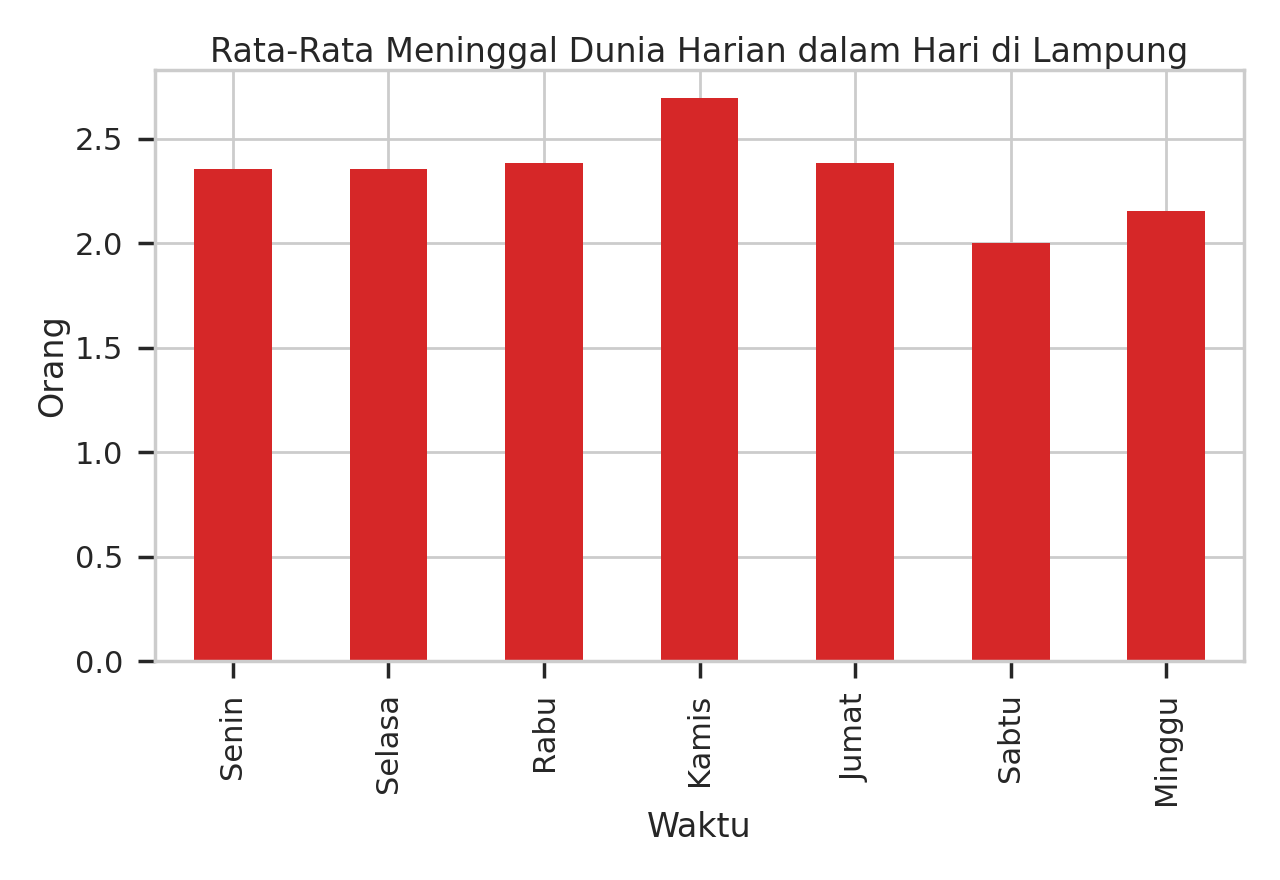 Rata-Rata Meninggal Dunia Harian dalam Hari di Lampung
2.5
2.0
1.5
1.0
0.5
0.0
Orang
Senin
Selasa
Rabu
Kamis
Jumat
Sabtu
Minggu
Waktu